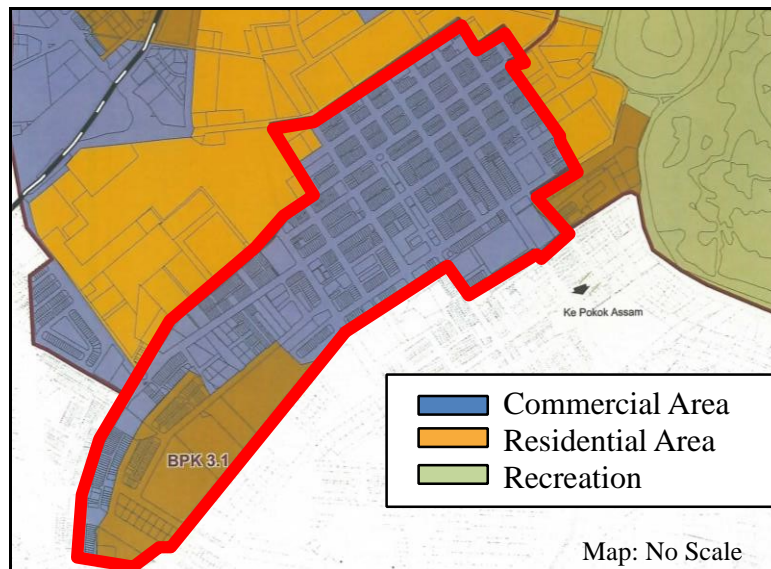 Ke Pokok Assam
Commercial Area
Residential Area
Recreation
BPK 3.1
Map: No Scale